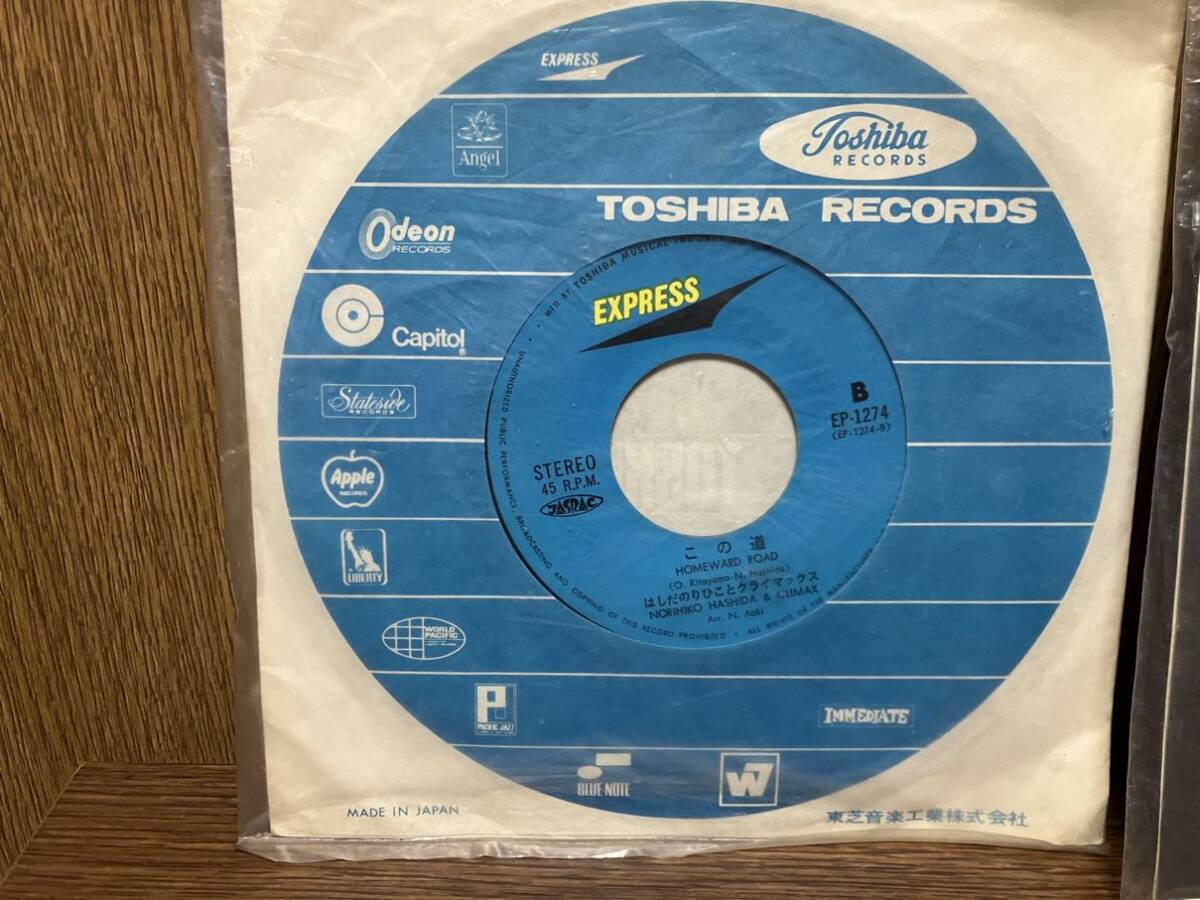 EXPRESS
Angel
Toshiba
RECORDS
TOSHIBA RECORDS
Odeon
RECORDS
Capitol
®
Stateside
RECORDS
Apple
RECORDS
LIBERTY
WORLD
PACIFIC
P
PACIFIC JAZZ
BLUE NOTE
W
IMMEDIATE
MADE IN JAPAN
東芝音楽工業株式会社
MFD BY TOSHIBA MUSICAL
EXPRESS
B
EP-1274
(EP-1274-B)
STEREO
45 R.P.M.
JASRAC
この道
HOMEWARD ROAD
(O. Kitayama-N. Hashida)
はしだのりひことクライマックス
NORIHIKO HASHIDA & CLIMAX
Arr. N. Aoki
UNAUTHORIZED PUBLIC PERFORMANCE, BROADCASTING AND COPYING OF THIS RECORD PROHIBITED • ALL RIGHTS OF THE MANUFACTURER